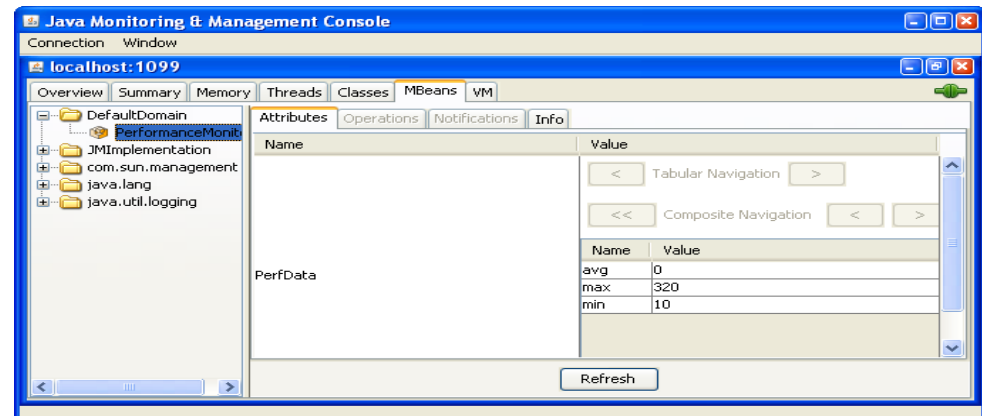 Java Monitoring & Management Console
Connection Window
localhost:1099
Overview Summary Memory Threads Classes MBeans VM
DefaultDomain
PerformanceMonit
JMImplementation
com.sun.management
java.lang
java.util.logging
Attributes Operations Notifications Info
Name Value
PerfData
< Tabular Navigation >
<< Composite Navigation < >
Name Value
avg 0
max 320
min 10
Refresh